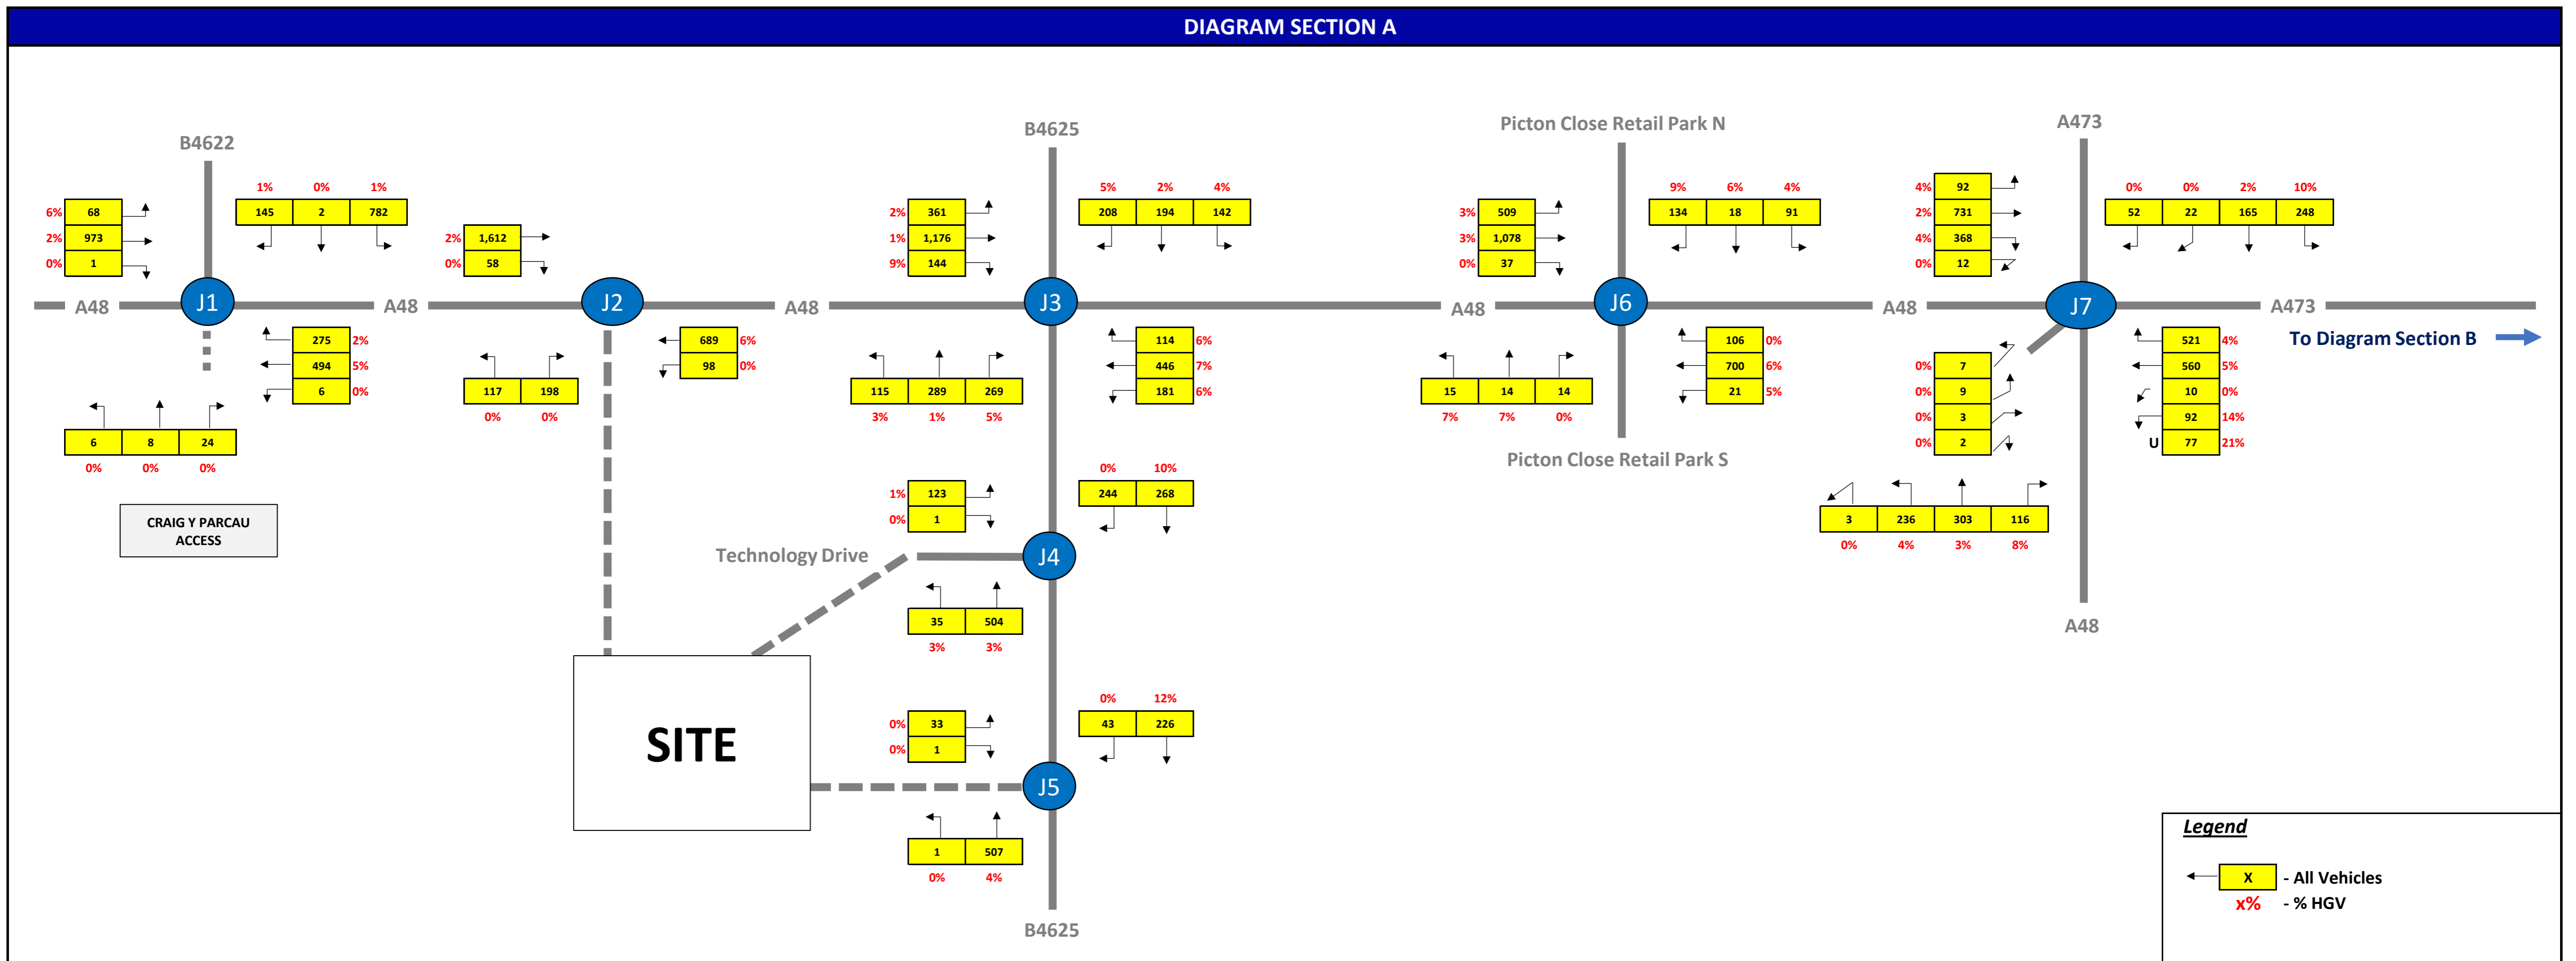 DIAGRAM SECTION A
B4622
6% 68
2% 973
0% 1
1% 0% 1%
145 2 782
A48
J1
A48
275 2%
494 5%
6 0%
6 8 24
0% 0% 0%
CRAIG Y PARCAU
ACCESS
2% 1,612
0% 58
J2
A48
689 6%
98 0%
117 198
0% 0%
B4625
2% 361
1% 1,176
9% 144
5% 2% 4%
208 194 142
J3
114 6%
446 7%
181 6%
115 289 269
3% 1% 5%
1% 123
0% 1
0% 10%
244 268
Technology Drive
J4
35 504
3% 3%
SITE
0% 33
0% 1
0% 12%
43 226
J5
1 507
0% 4%
B4625
Picton Close Retail Park N
3% 509
3% 1,078
0% 37
9% 6% 4%
134 18 91
A48
J6
A48
106 0%
700 6%
21 5%
15 14 14
7% 7% 0%
Picton Close Retail Park S
A473
4% 92
2% 731
4% 368
0% 12
0% 0% 2% 10%
52 22 165 248
J7
A473
To Diagram Section B
521 4%
560 5%
10 0%
92 14%
U 77 21%
0% 7
0% 9
0% 3
0% 2
3 236 303 116
0% 4% 3% 8%
A48
Legend
X - All Vehicles
x% - % HGV